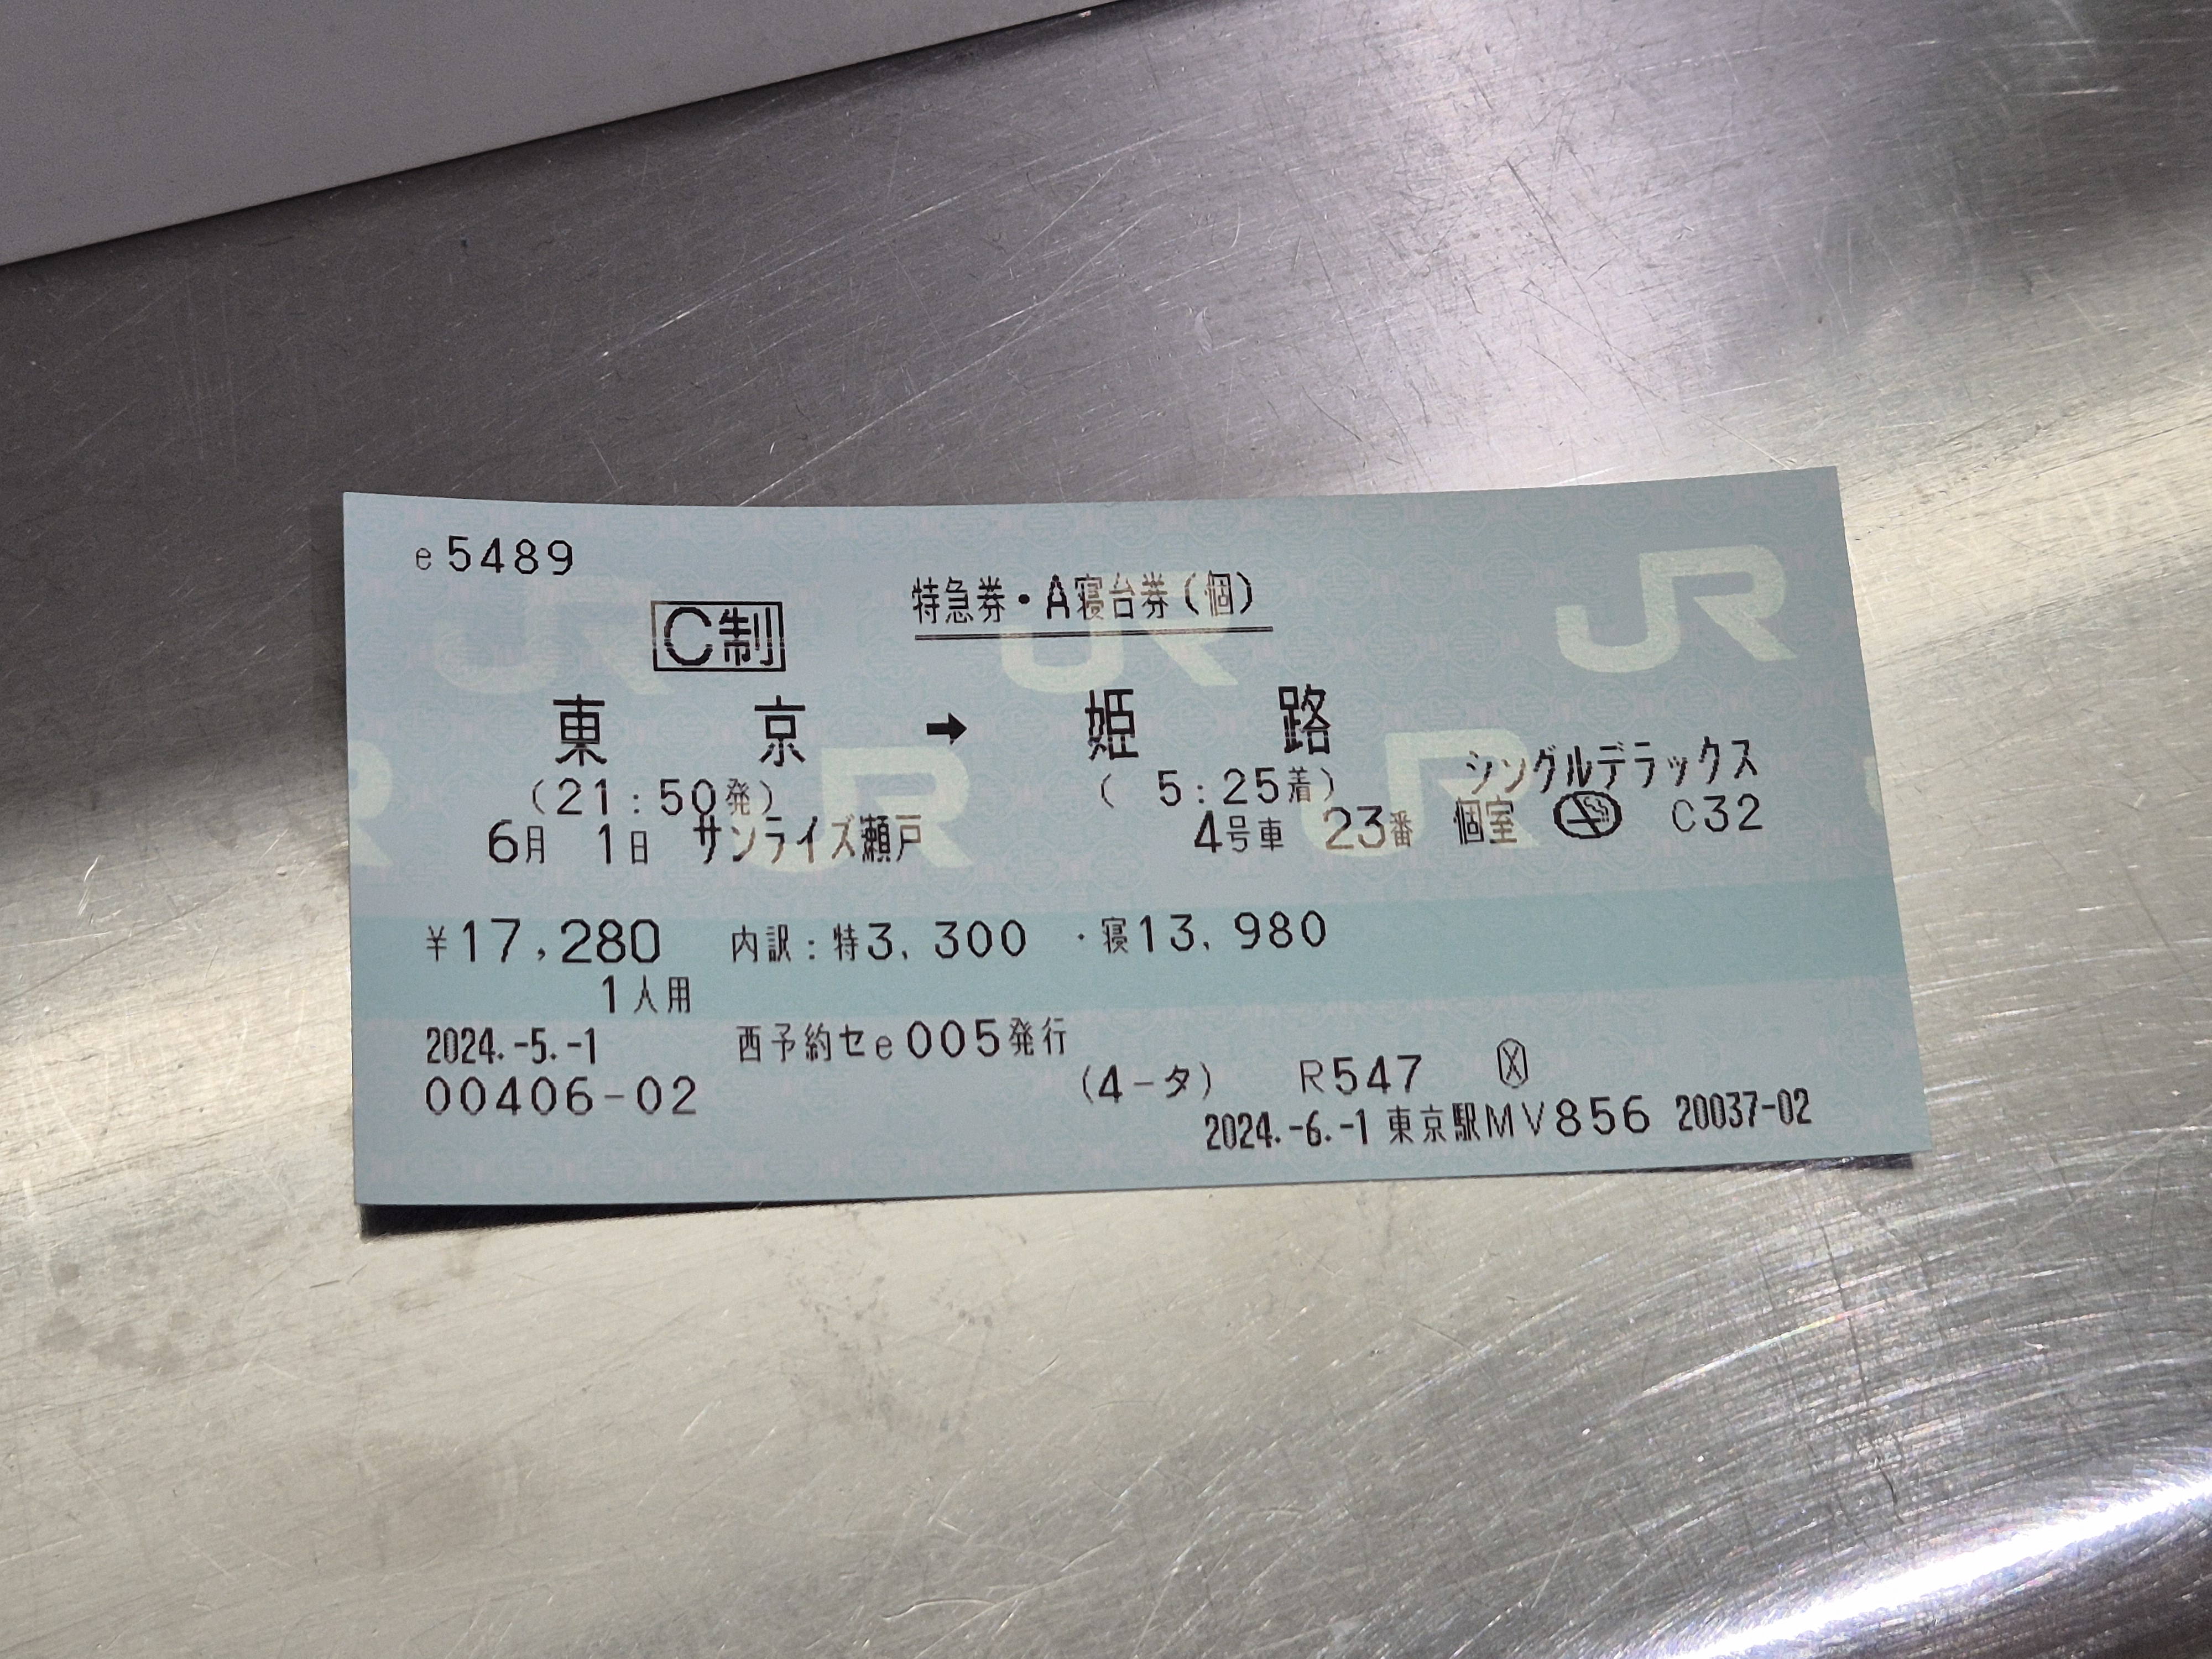 e5489
特急券・A寝台券(個)
C制
東京 ➡ 姫路
(21:50発) ( 5:25着) シングルデラックス
6月 1日 サンライズ瀬戸 4号車 23番 個室 C32
¥17,280 内訳:特3,300 ・寝13,980
1人用
2024.-5.-1 西予約セe005発行
00406-02 (4-タ) R547 X
2024.-6.-1 東京駅MV856 20037-02
JR JR JR
JR JR JR